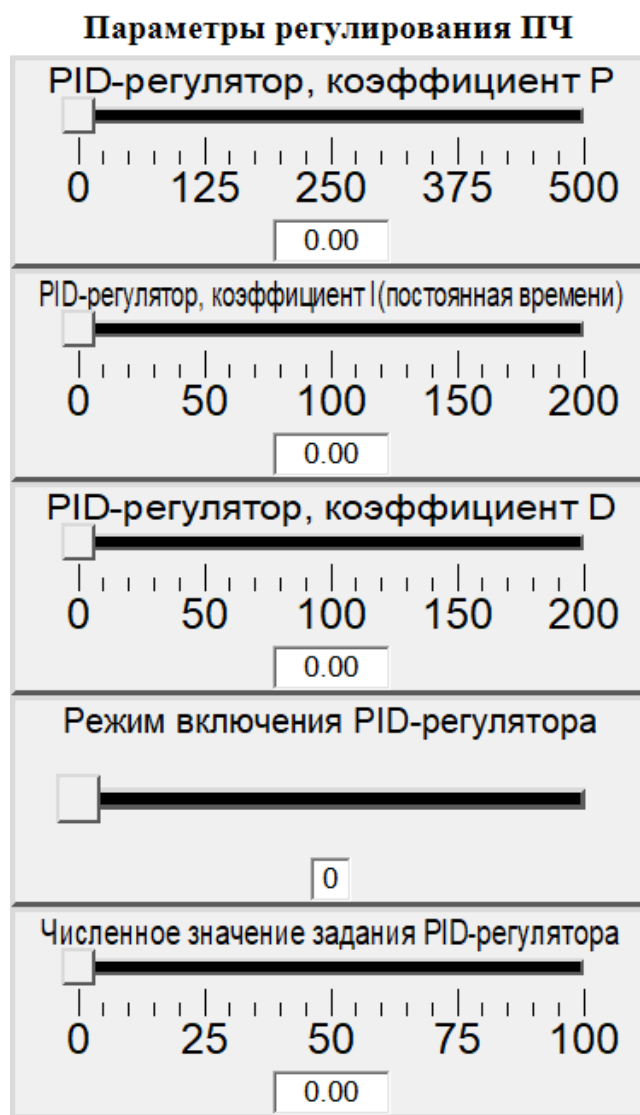 Параметры регулирования ПЧ
PID-регулятор, коэффициент P
0 125 250 375 500
0.00
PID-регулятор, коэффициент I(постоянная времени)
0 50 100 150 200
0.00
PID-регулятор, коэффициент D
0 50 100 150 200
0.00
Режим включения PID-регулятора
0
Численное значение задания PID-регулятора
0 25 50 75 100
0.00